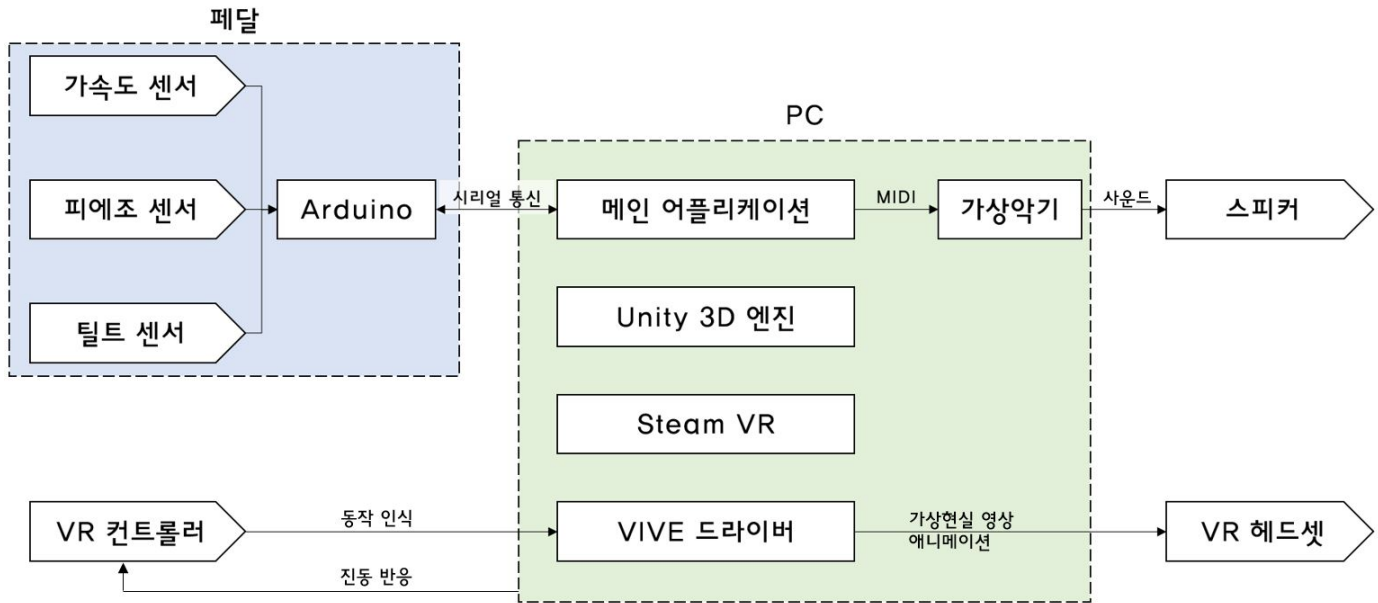 페달
가속도 센서
피에조 센서
틸트 센서
Arduino
시리얼 통신
PC
메인 어플리케이션
MIDI
가상악기
사운드
스피커
Unity 3D 엔진
Steam VR
VR 컨트롤러
동작 인식
VIVE 드라이버
가상현실 영상
애니메이션
VR 헤드셋
진동 반응